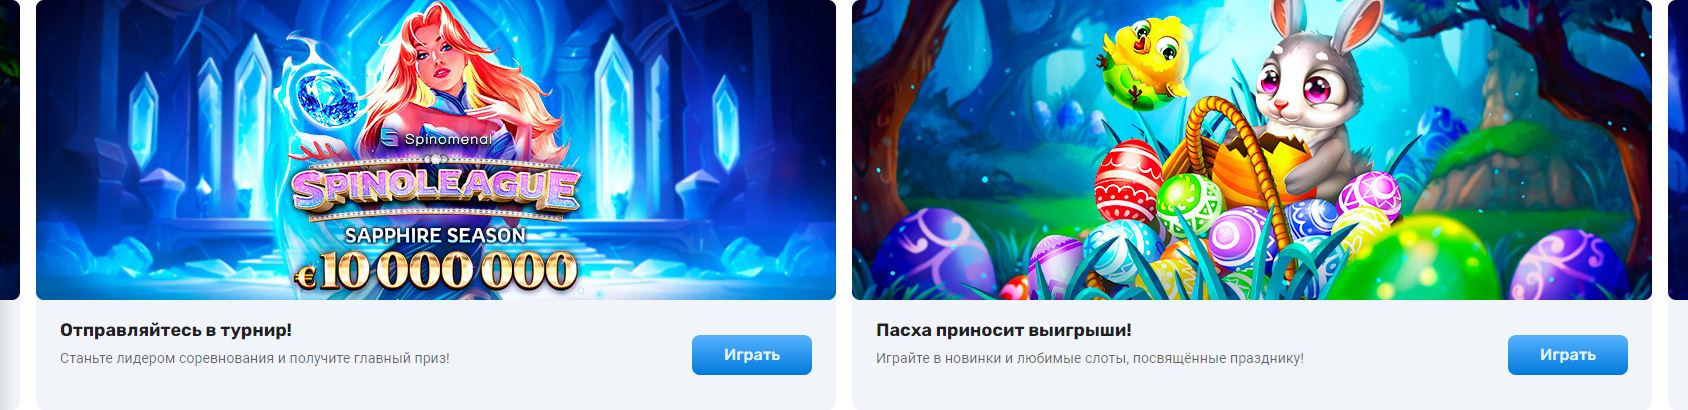 Spinomenal
SPINOLEAGUE
SAPPHIRE SEASON
€10 000 000
Отправляйтесь в турнир!
Станьте лидером соревнования и получите главный приз!
Играть
Пасха приносит выигрыши!
Играйте в новинки и любимые слоты, посвящённые празднику!
Играть